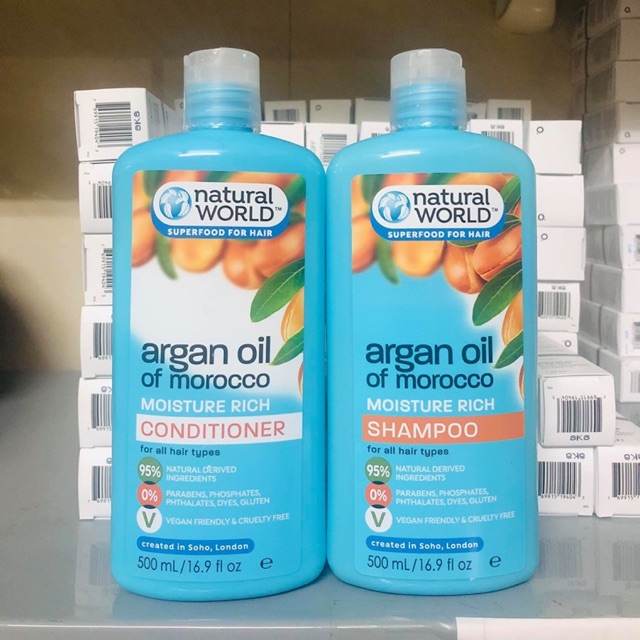 natural
WORLD™
SUPERFOOD FOR HAIR
argan oil
of morocco
MOISTURE RICH
CONDITIONER
for all hair types
95% NATURAL DERIVED
INGREDIENTS
0% PARABENS, PHOSPHATES,
PHTHALATES, DYES, GLUTEN
V VEGAN FRIENDLY & CRUELTY FREE
created in Soho, London
500 mL/16.9 fl oz e
natural
WORLD™
SUPERFOOD FOR HAIR
argan oil
of morocco
MOISTURE RICH
SHAMPOO
for all hair types
95% NATURAL DERIVED
INGREDIENTS
0% PARABENS, PHOSPHATES,
PHTHALATES, DYES, GLUTEN
V VEGAN FRIENDLY & CRUELTY FREE
created in Soho, London
500 mL/16.9 fl oz e